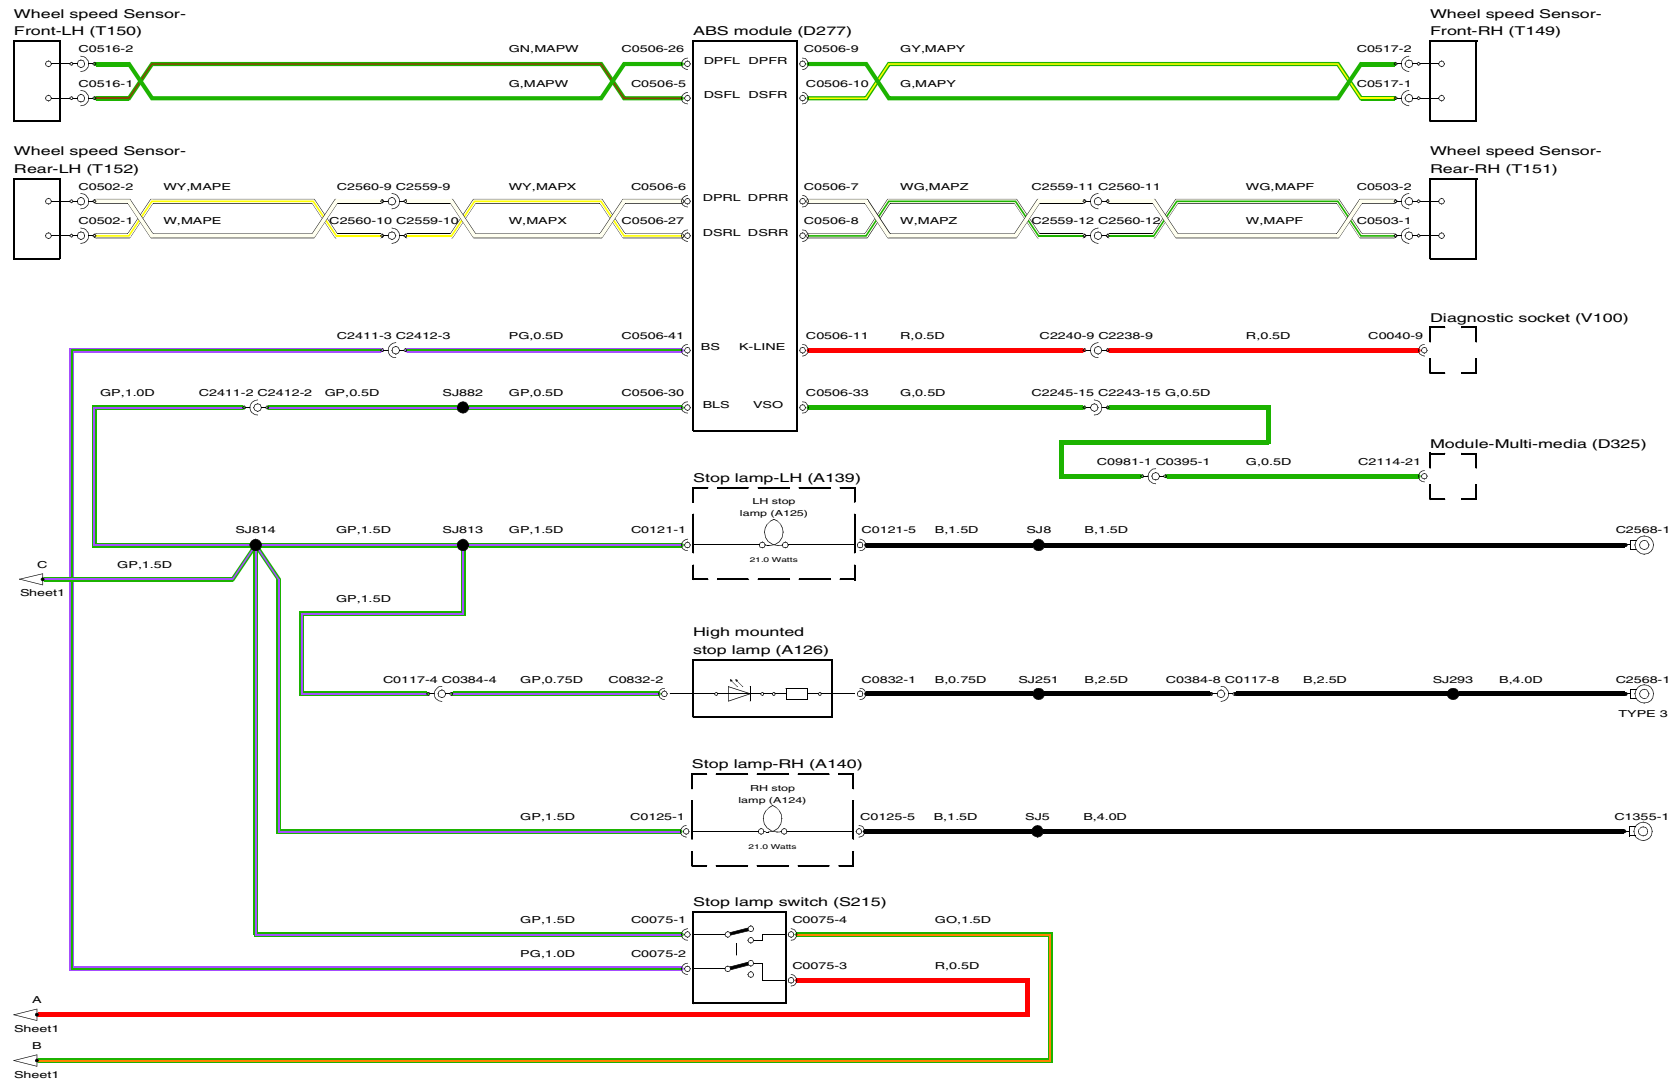 Wheel speed Sensor-
Front-LH (T150)
ABS module (D277)
Wheel speed Sensor-
Front-RH (T149)
C0516-2 GN,MAPW C0506-26 DPFL DPFR C0506-9 GY,MAPY C0517-2
C0516-1 G,MAPW C0506-5 DSFL DSFR C0506-10 G,MAPY C0517-1
Wheel speed Sensor-
Rear-LH (T152)
Wheel speed Sensor-
Rear-RH (T151)
C0502-2 WY,MAPE C2560-9 C2559-9 WY,MAPX C0506-6 DPRL DPRR C0506-7 WG,MAPZ C2559-11 C2560-11 WG,MAPF C0503-2
C0502-1 W,MAPE C2560-10 C2559-10 W,MAPX C0506-27 DSRL DSRR C0506-8 W,MAPZ C2559-12 C2560-12 W,MAPF C0503-1
Diagnostic socket (V100)
C2411-3 C2412-3 PG,0.5D C0506-41 BS K-LINE C0506-11 R,0.5D C2240-9 C2238-9 R,0.5D C0040-9
GP,1.0D C2411-2 C2412-2 GP,0.5D SJ882 GP,0.5D C0506-30 BLS VSO C0506-33 G,0.5D C2245-15 C2243-15 G,0.5D
Module-Multi-media (D325)
C0981-1 C0395-1 G,0.5D C2114-21
Stop lamp-LH (A139)
LH stop
lamp (A125)
SJ814 GP,1.5D SJ813 GP,1.5D C0121-1 C0121-5 B,1.5D SJ8 B,1.5D C2568-1
21.0 Watts
C GP,1.5D
Sheet1
GP,1.5D
High mounted
stop lamp (A126)
C0117-4 C0384-4 GP,0.75D C0832-2 C0832-1 B,0.75D SJ251 B,2.5D C0384-8 C0117-8 B,2.5D SJ293 B,4.0D C2568-1
TYPE 3
Stop lamp-RH (A140)
RH stop
lamp (A124)
GP,1.5D C0125-1 C0125-5 B,1.5D SJ5 B,4.0D C1355-1
21.0 Watts
Stop lamp switch (S215)
GP,1.5D C0075-1 C0075-4 GO,1.5D
PG,1.0D C0075-2 C0075-3 R,0.5D
A
Sheet1
B
Sheet1